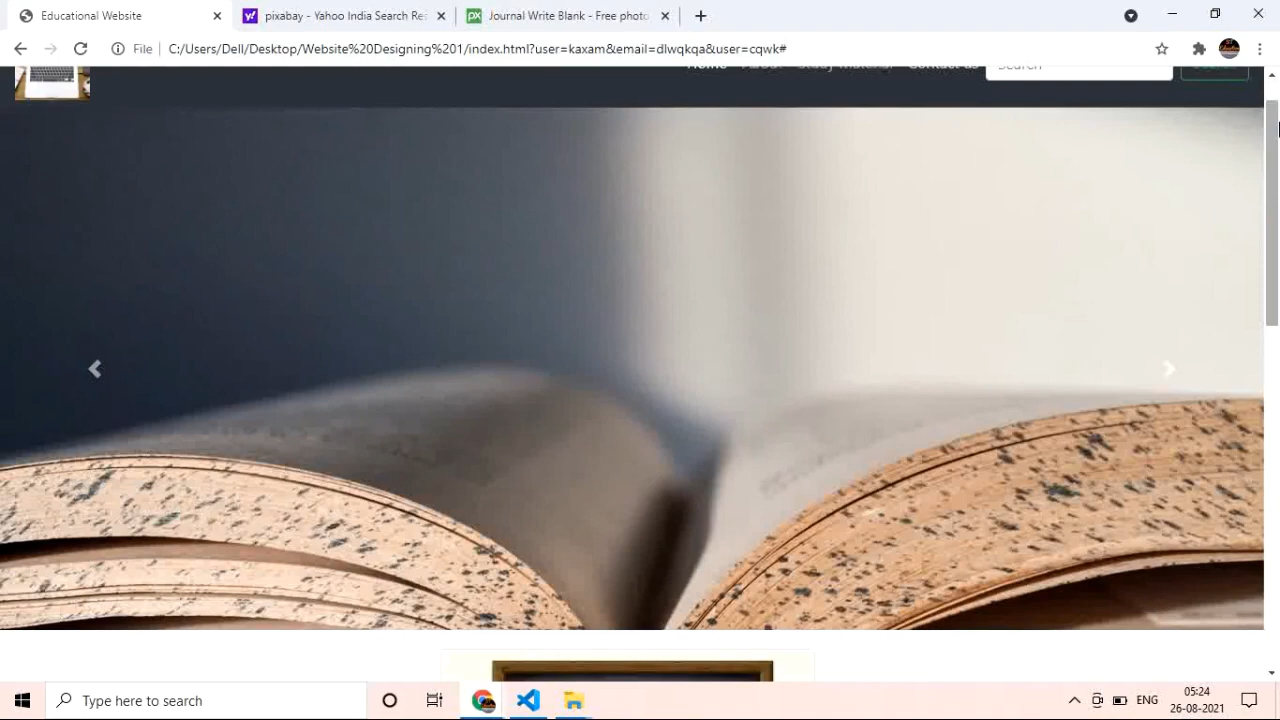 Educational Website
pixabay - Yahoo India Search Res
Journal Write Blank - Free photo
File
C:/Users/Dell/Desktop/Website%20Designing%201/index.html?user=kaxam&email=dlwqkqa&user=cqwk#
Home About Study Material Contact us Search
Type here to search
ENG
05:24
26-08-2021